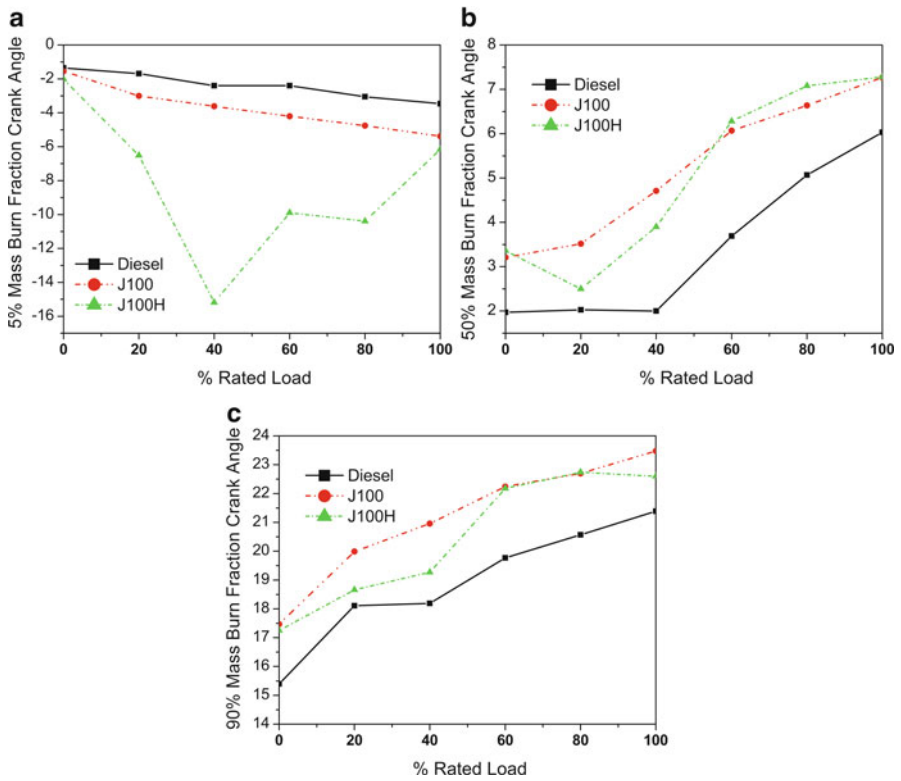 a
5% Mass Burn Fraction Crank Angle
0
-2
-4
-6
-8
-10
-12
-14
-16
Diesel
J100
J100H
0 20 40 60 80 100
% Rated Load
b
50% Mass Burn Fraction Crank Angle
8
7
6
5
4
3
2
Diesel
J100
J100H
0 20 40 60 80 100
% Rated Load
c
90% Mass Burn Fraction Crank Angle
24
23
22
21
20
19
18
17
16
15
14
Diesel
J100
J100H
0 20 40 60 80 100
% Rated Load